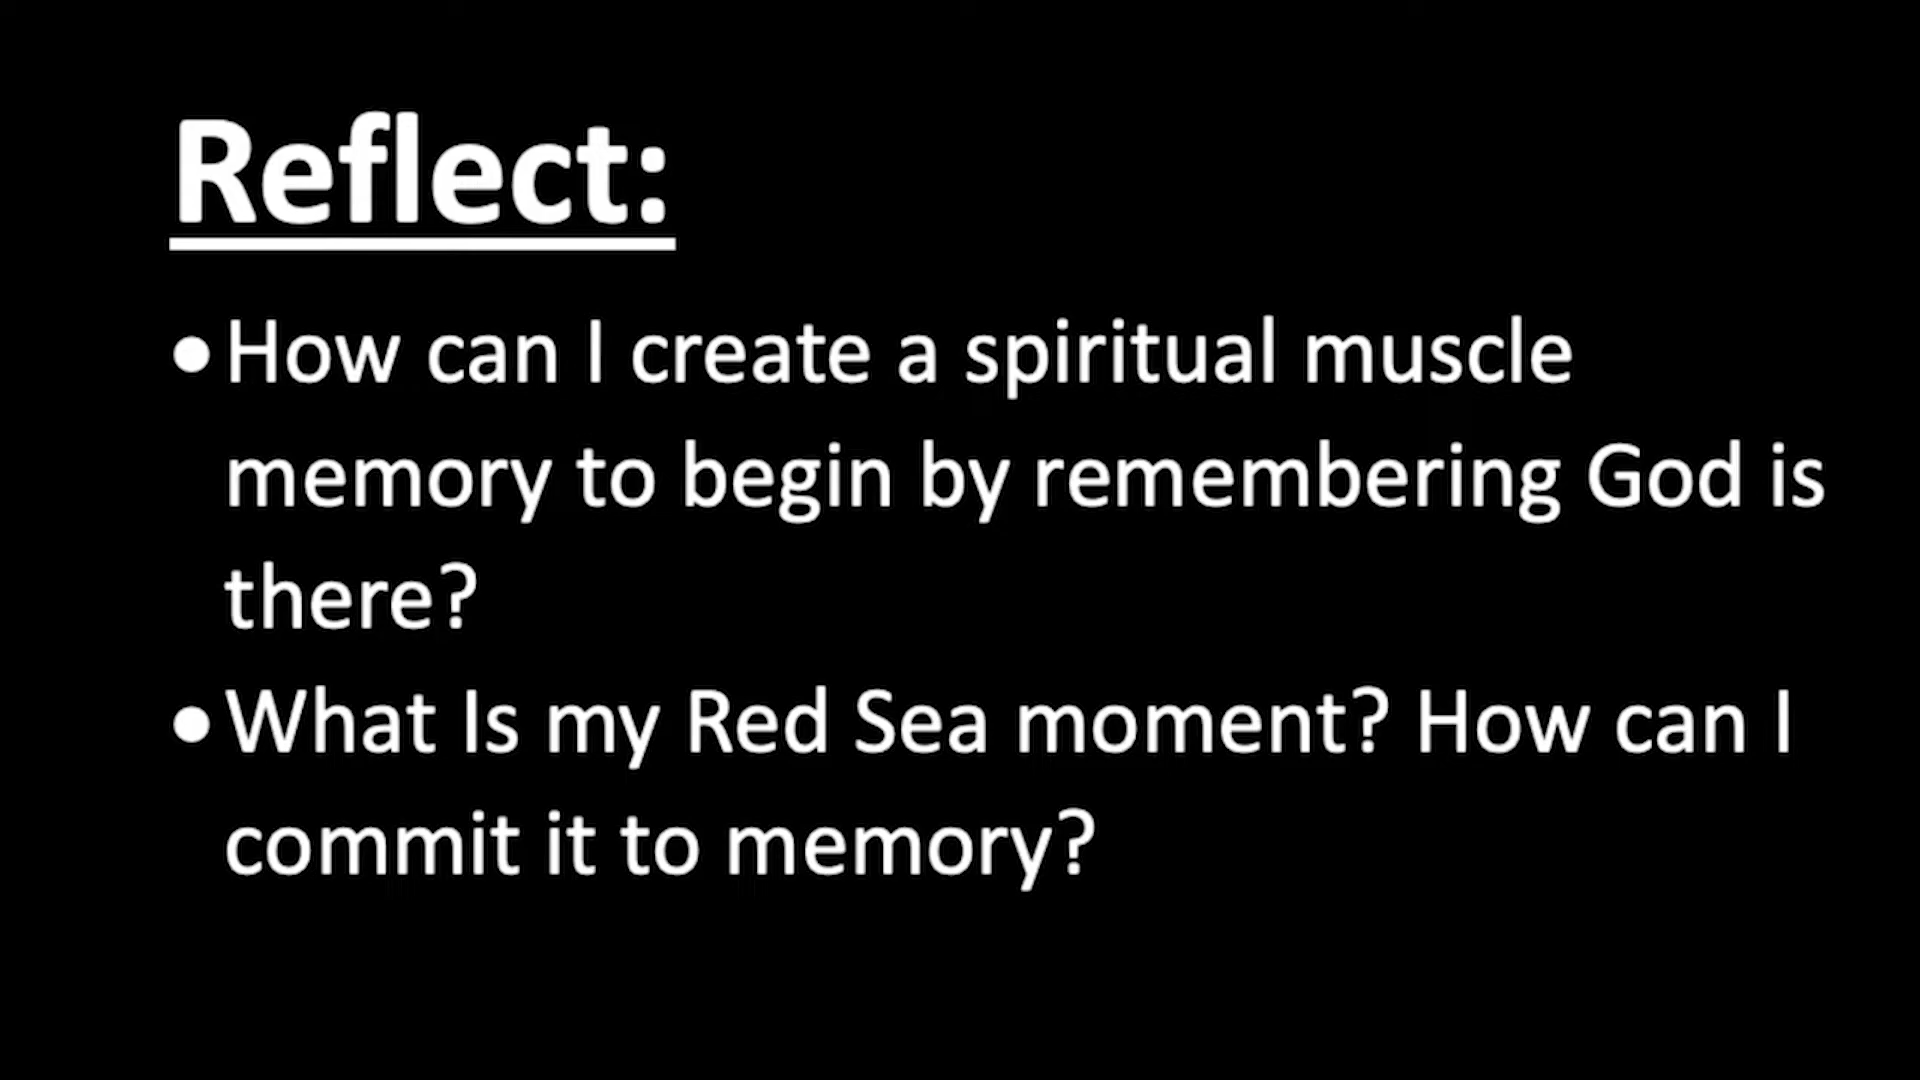 Reflect:
•How can I create a spiritual muscle
memory to begin by remembering God is
there?
•What Is my Red Sea moment? How can I
commit it to memory?